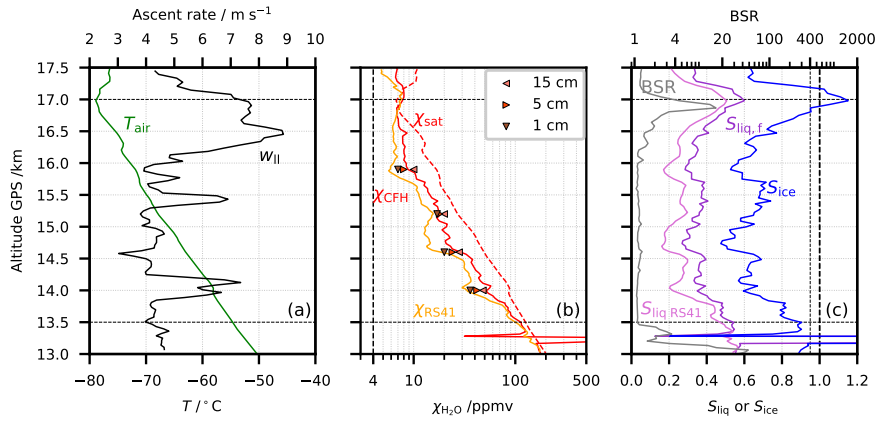 Ascent rate / m s⁻¹
2 3 4 5 6 7 8 9 10
17.5
17.0
16.5
16.0
15.5
15.0
14.5
14.0
13.5
13.0
Altitude GPS /km
T_air
w_ll
(a)
−80 −70 −60 −50 −40
T / °C
15 cm
5 cm
1 cm
χ_sat
χ_CFH
χ_RS41
(b)
4 10 100 500
χ_H₂O /ppmv
BSR
1 4 20 100 400 2000
BSR
S_liq, f
S_ice
S_liq RS41
(c)
0.0 0.2 0.4 0.6 0.8 1.0 1.2
S_liq or S_ice